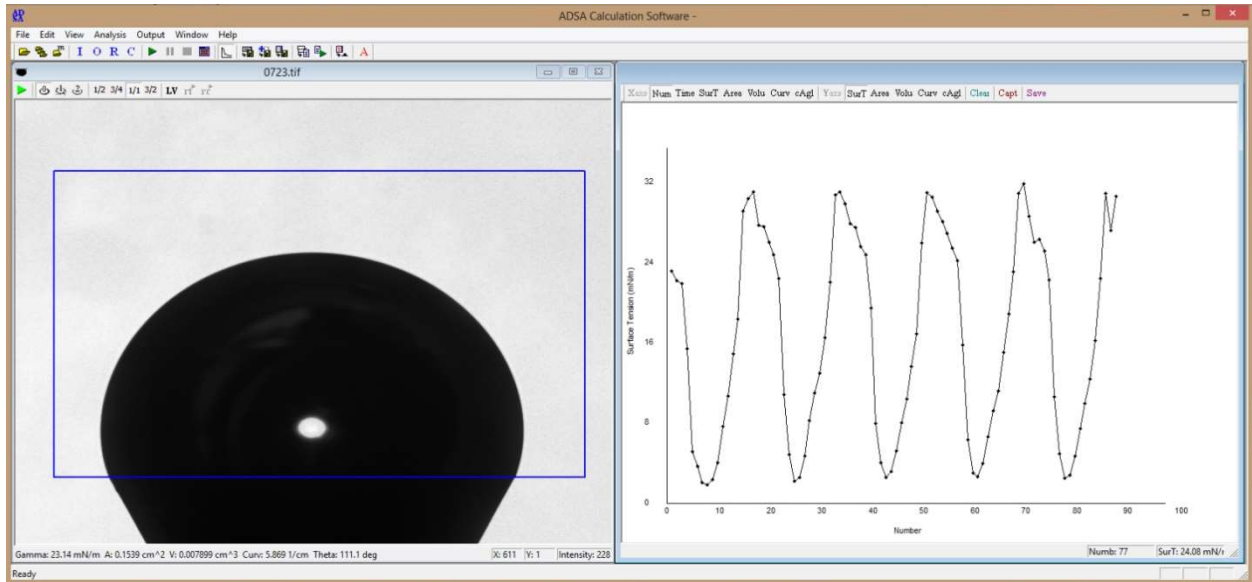 ADSA Calculation Software -
File Edit View Analysis Output Window Help
I O R C A
0723.tif
1/2 3/4 1/1 3/2 LV
Xaxs Num Time SurT Area Volu Curv cAgl Yaxs SurT Area Volu Curv cAgl Clear Capt Save
32
24
16
8
0
Surface Tension (mN/m)
0 10 20 30 40 50 60 70 80 90 100
Number
Gamma: 23.14 mN/m A: 0.1539 cm^2 V: 0.007899 cm^3 Curv: 5.869 1/cm Theta: 111.1 deg X: 611 Y: 1 Intensity: 228
Numb: 77 SurT: 24.08 mN/r
Ready